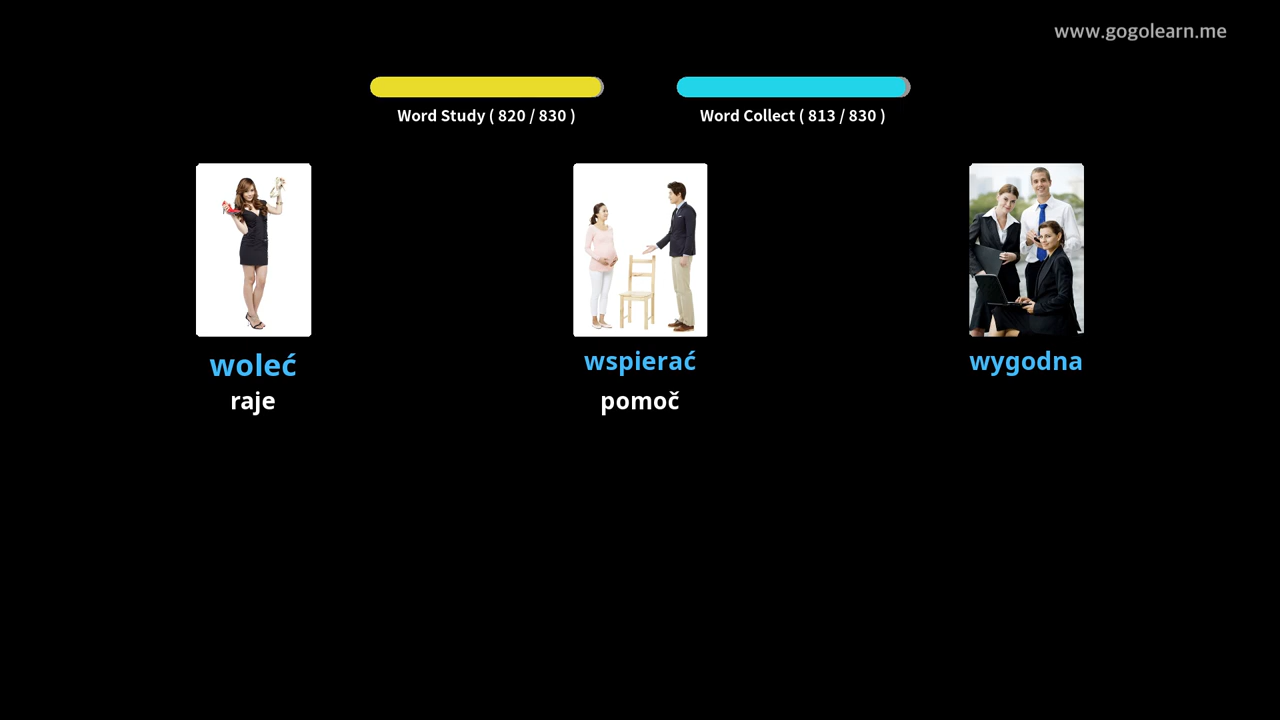 www.gogolearn.me
Word Study ( 820 / 830 )
Word Collect ( 813 / 830 )
woleć
wspierać
wygodna
raje
pomoč